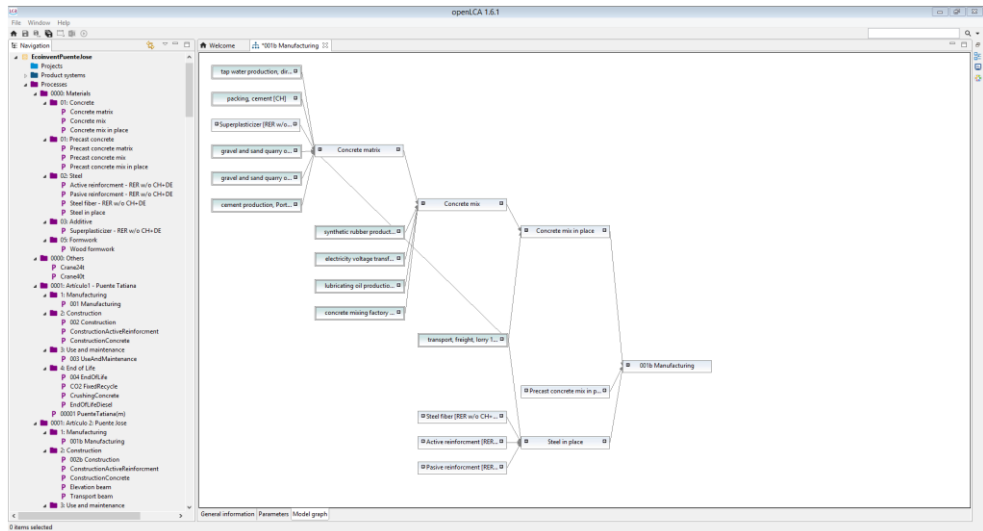 openLCA 1.6.1
File Window Help
Navigation
Welcome
*001b Manufacturing
EcoinventPuenteJose
Projects
Product systems
Processes
0000: Materials
01: Concrete
P Concrete matrix
P Concrete mix
P Concrete mix in place
01: Precast concrete
P Precast concrete matrix
P Precast concrete mix
P Precast concrete mix in place
02: Steel
P Active reinforcment - RER w/o CH+DE
P Pasive reinforcment - RER w/o CH+DE
P Steel fiber - RER w/o CH+DE
P Steel in place
03: Additive
P Superplasticizer - RER w/o CH+DE
05: Formwork
P Wood formwork
0000: Others
P Crane24t
P Crane40t
0001: Artículo1 - Puente Tatiana
1: Manufacturing
P 001 Manufacturing
2: Construction
P 002 Construction
P ConstructionActiveReinforcment
P ConstructionConcrete
3: Use and maintenance
P 003 UseAndMaintenance
4: End of Life
P 004 EndOfLife
P CO2 FixedRecycle
P CrushingConcrete
P EndOfLifeDiesel
P 00001 PuenteTatiana(m)
0001: Artículo 2: Puente Jose
1: Manufacturing
P 001b Manufacturing
2: Construction
P 002b Construction
P ConstructionActiveReinforcment
P ConstructionConcrete
P Elevation beam
P Transport beam
3: Use and maintenance
tap water production, dir...
packing, cement [CH]
Superplasticizer [RER w/o...
gravel and sand quarry o...
Concrete matrix
gravel and sand quarry o...
cement production, Port...
Concrete mix
synthetic rubber product...
Concrete mix in place
electricity voltage transf...
lubricating oil productio...
concrete mixing factory ...
transport, freight, lorry 1...
001b Manufacturing
Precast concrete mix in p...
Steel fiber [RER w/o CH+...
Active reinforcment [RER...
Steel in place
Pasive reinforcment [RER...
General information Parameters Model graph
0 items selected